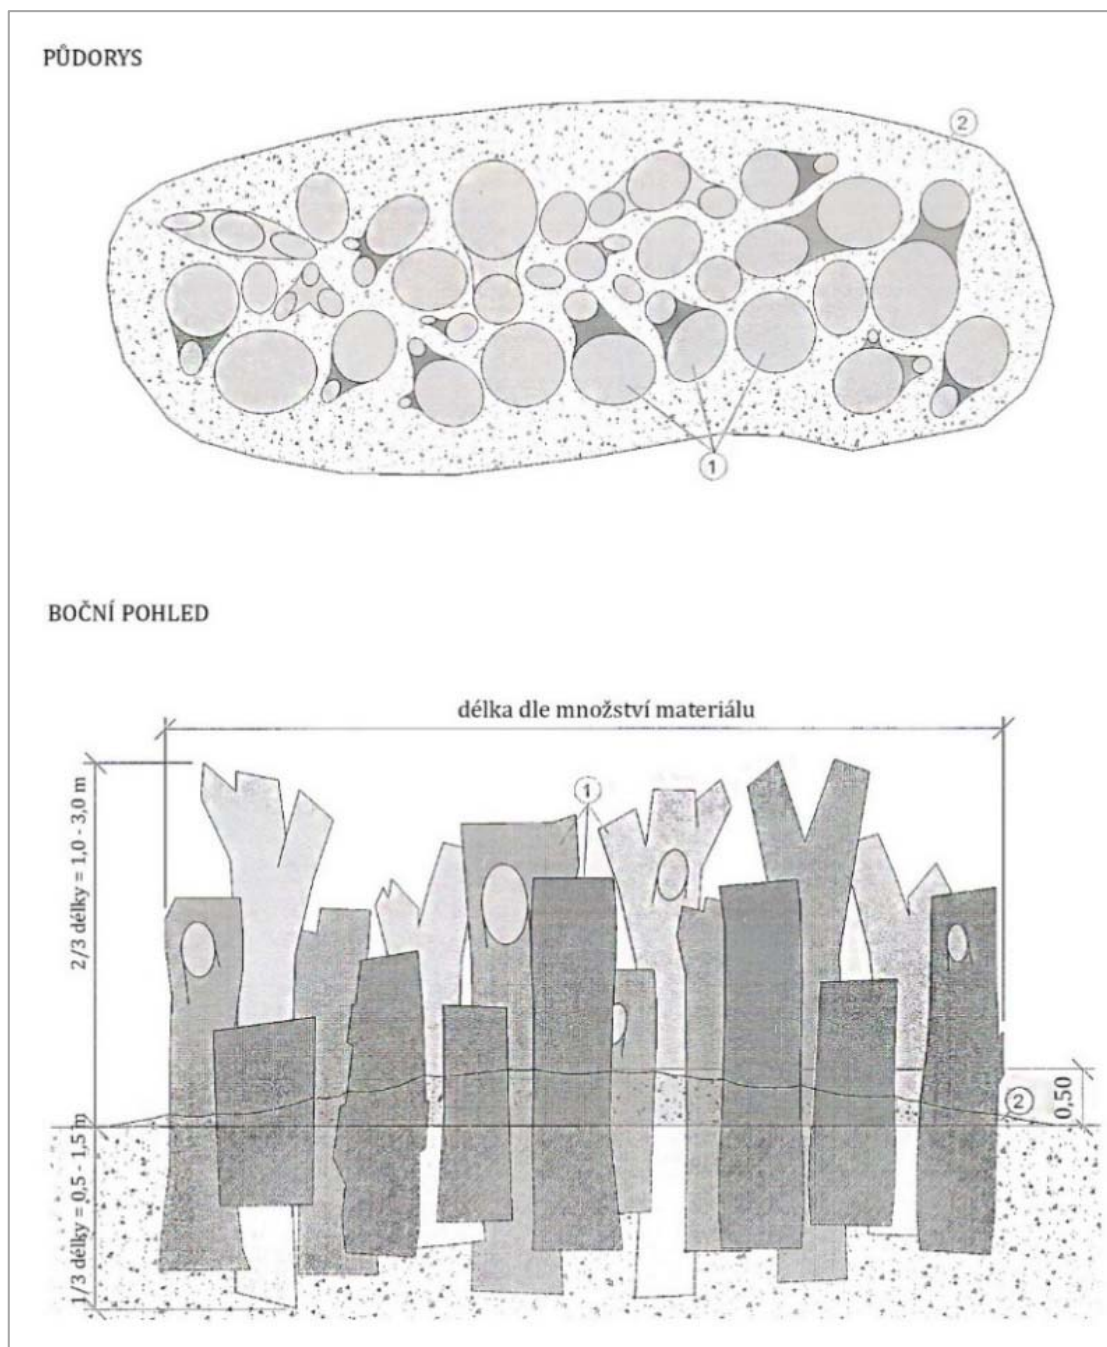 PŮDORYS
2
1
BOČNÍ POHLED
délka dle množství materiálu
1
2/3 délky = 1,0 - 3,0 m
2
0,50
1/3 délky = 0,5 - 1,5 m